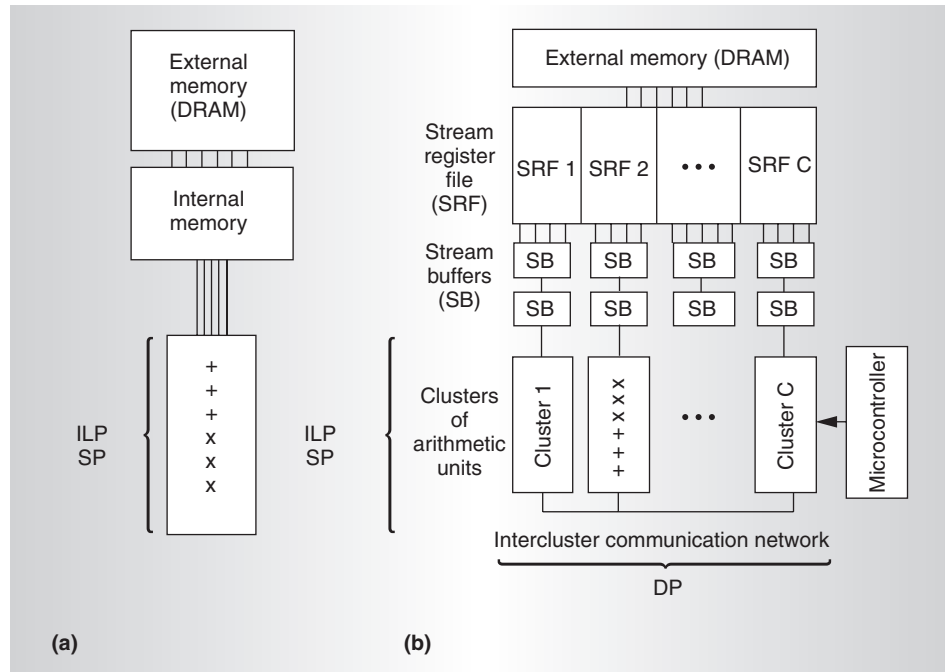 External
memory
(DRAM)
Internal
memory
+
+
+
x
x
x
ILP
SP
(a)
External memory (DRAM)
Stream
register
file
(SRF)
SRF 1
SRF 2
• • •
SRF C
Stream
buffers
(SB)
SB
SB
SB
SB
SB
SB
SB
SB
ILP
SP
Clusters
of
arithmetic
units
Cluster 1
+ + + x x x
• • •
Cluster C
Microcontroller
Intercluster communication network
DP
(b)